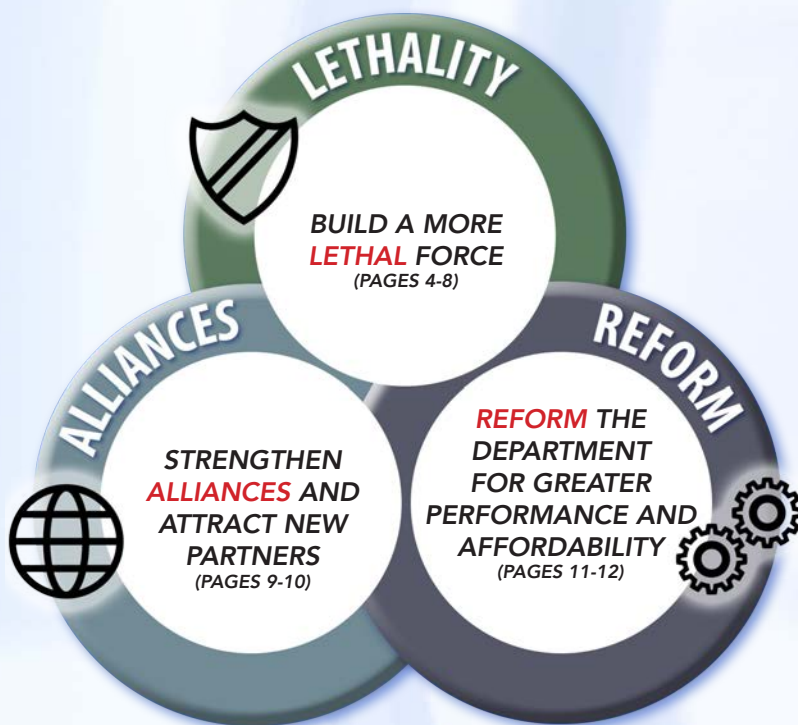 LETHALITY
BUILD A MORE
LETHAL FORCE
(PAGES 4-8)
ALLIANCES
STRENGTHEN
ALLIANCES AND
ATTRACT NEW
PARTNERS
(PAGES 9-10)
REFORM
REFORM THE
DEPARTMENT
FOR GREATER
PERFORMANCE AND
AFFORDABILITY
(PAGES 11-12)